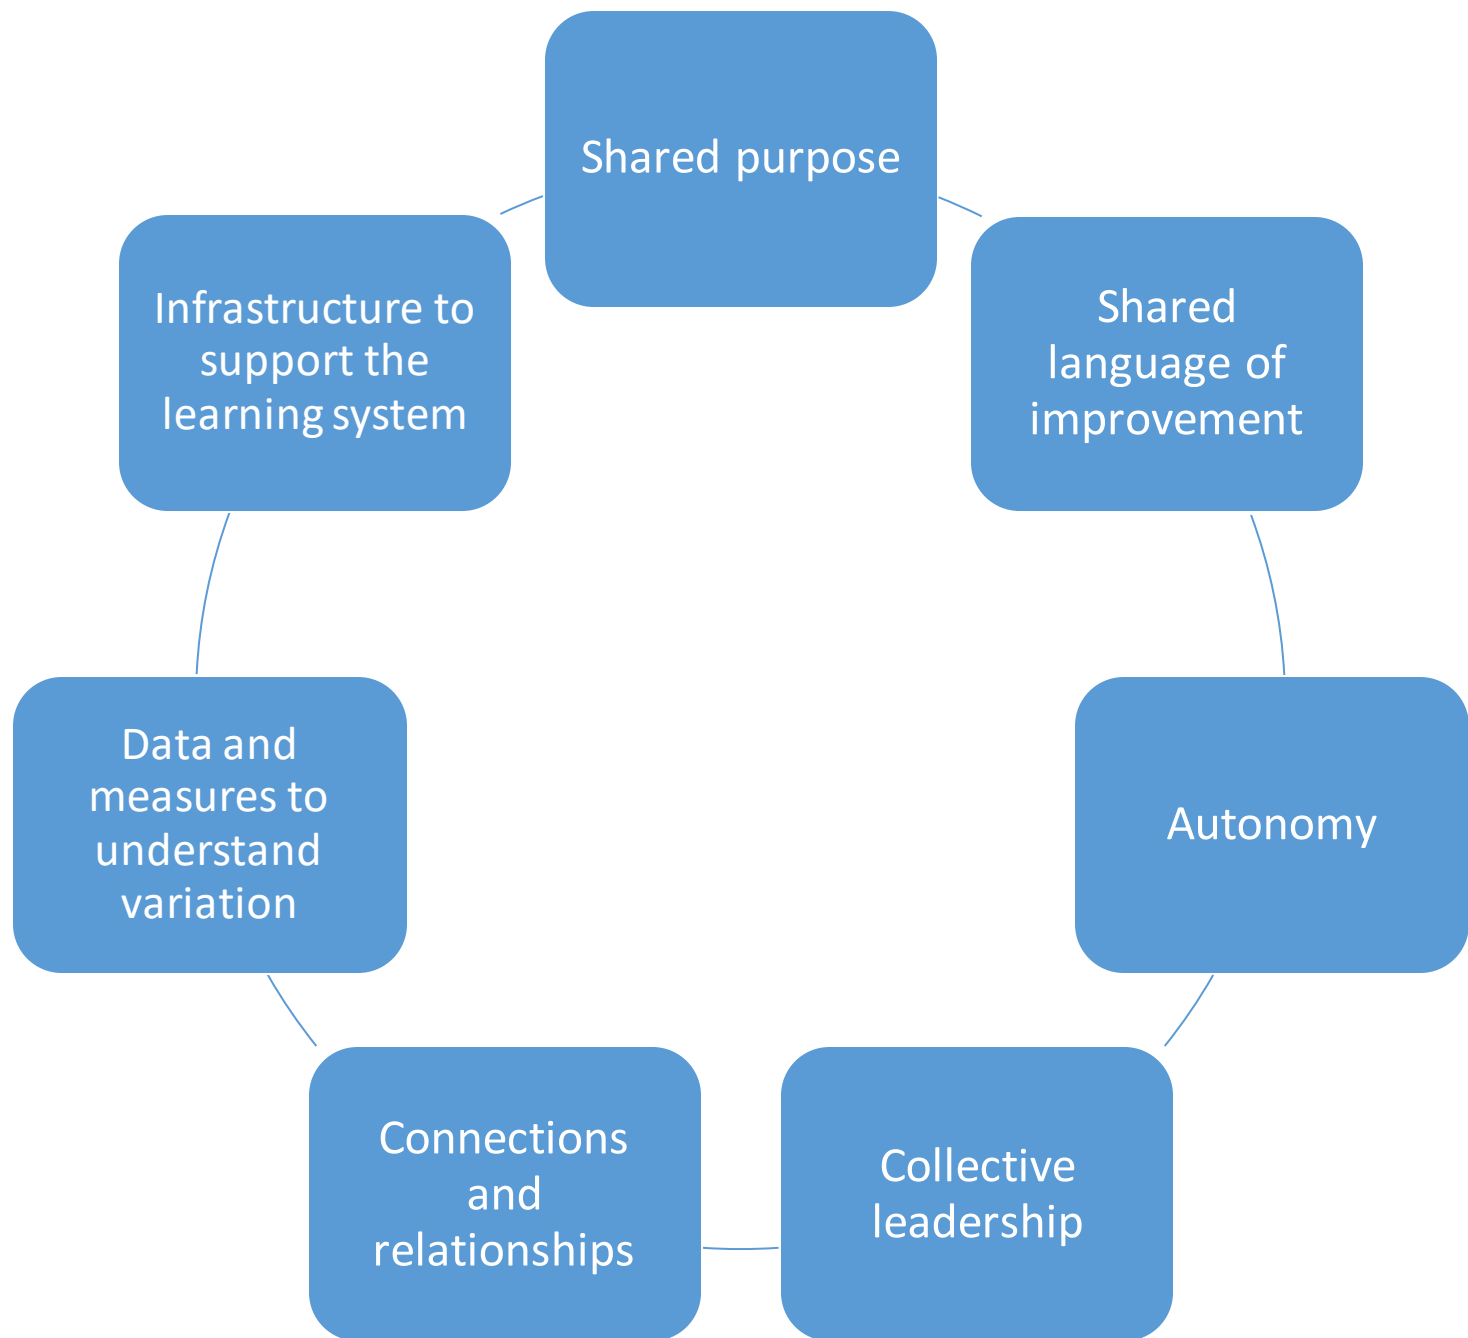 Shared purpose
Shared
language of
improvement
Autonomy
Collective
leadership
Connections
and
relationships
Data and
measures to
understand
variation
Infrastructure to
support the
learning system